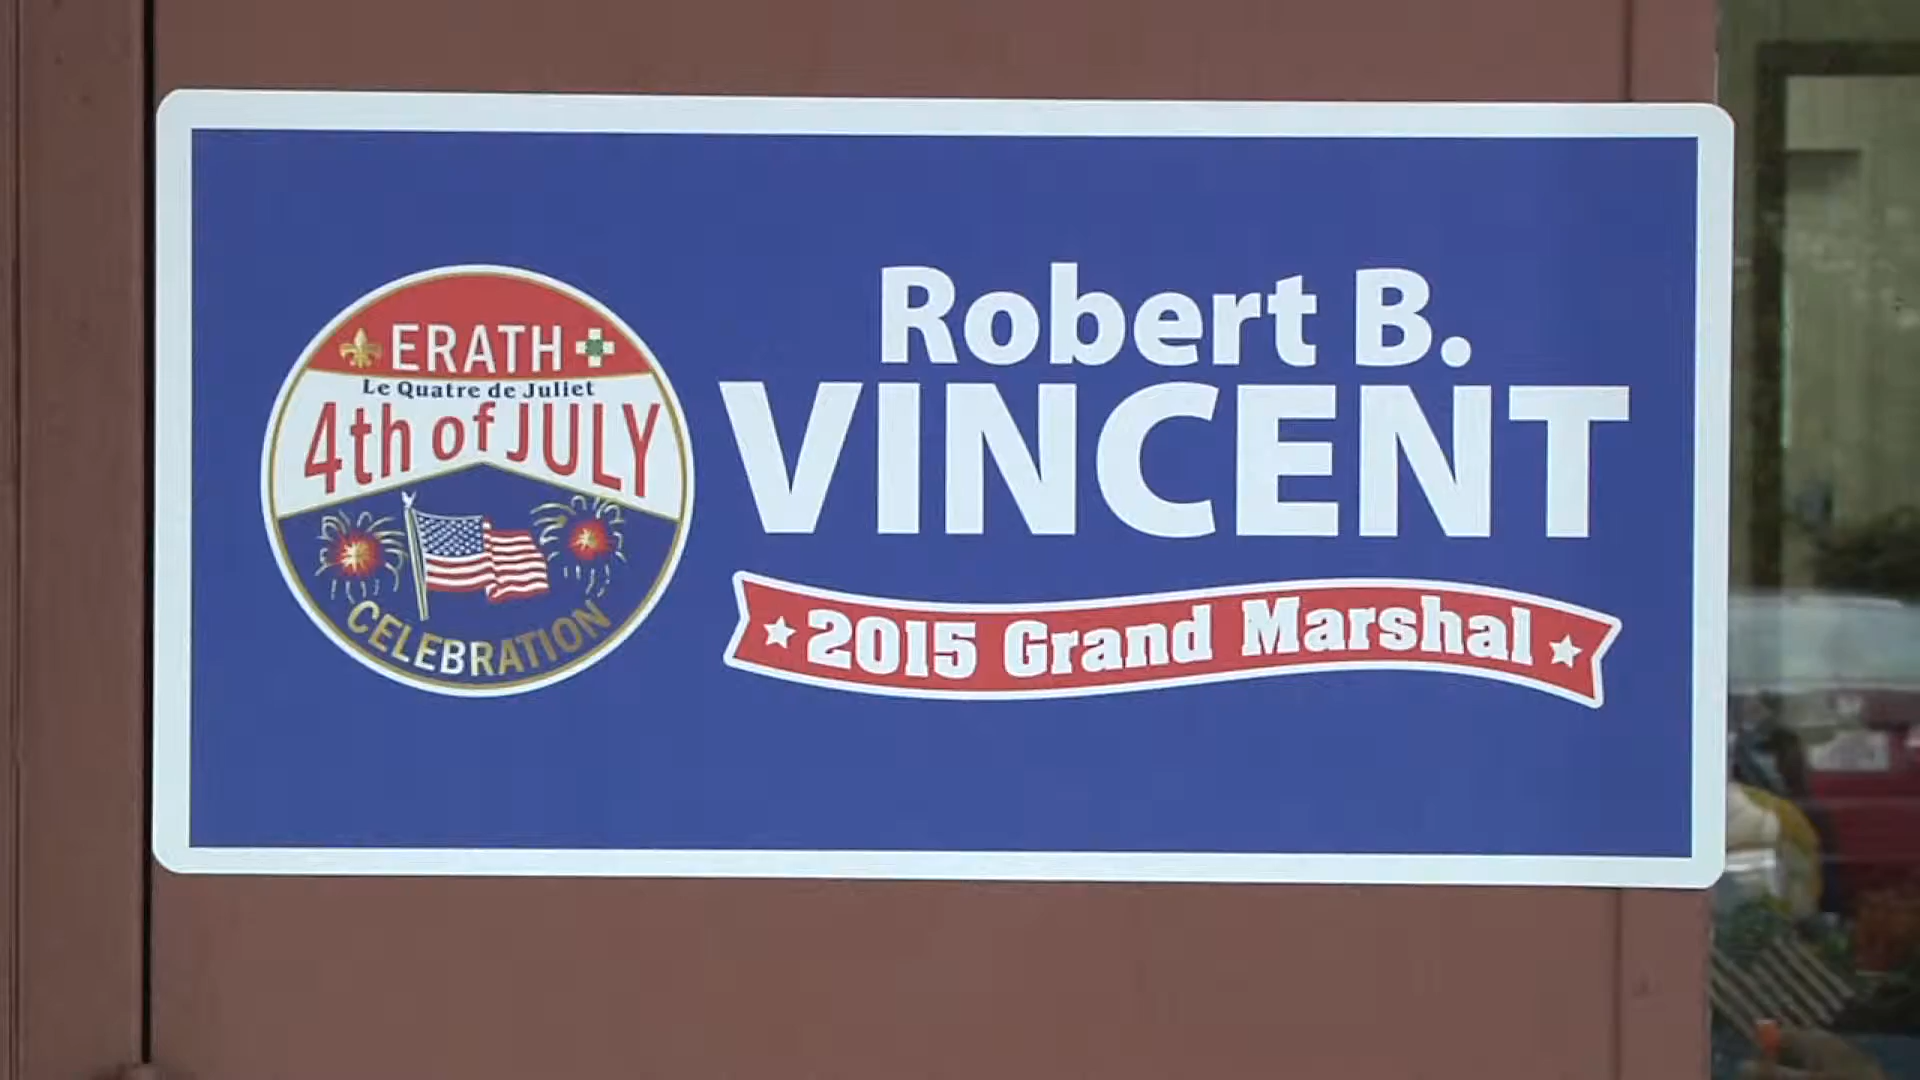 ERATH
Le Quatre de Juliet
4th of JULY
CELEBRATION
Robert B.
VINCENT
2015 Grand Marshal